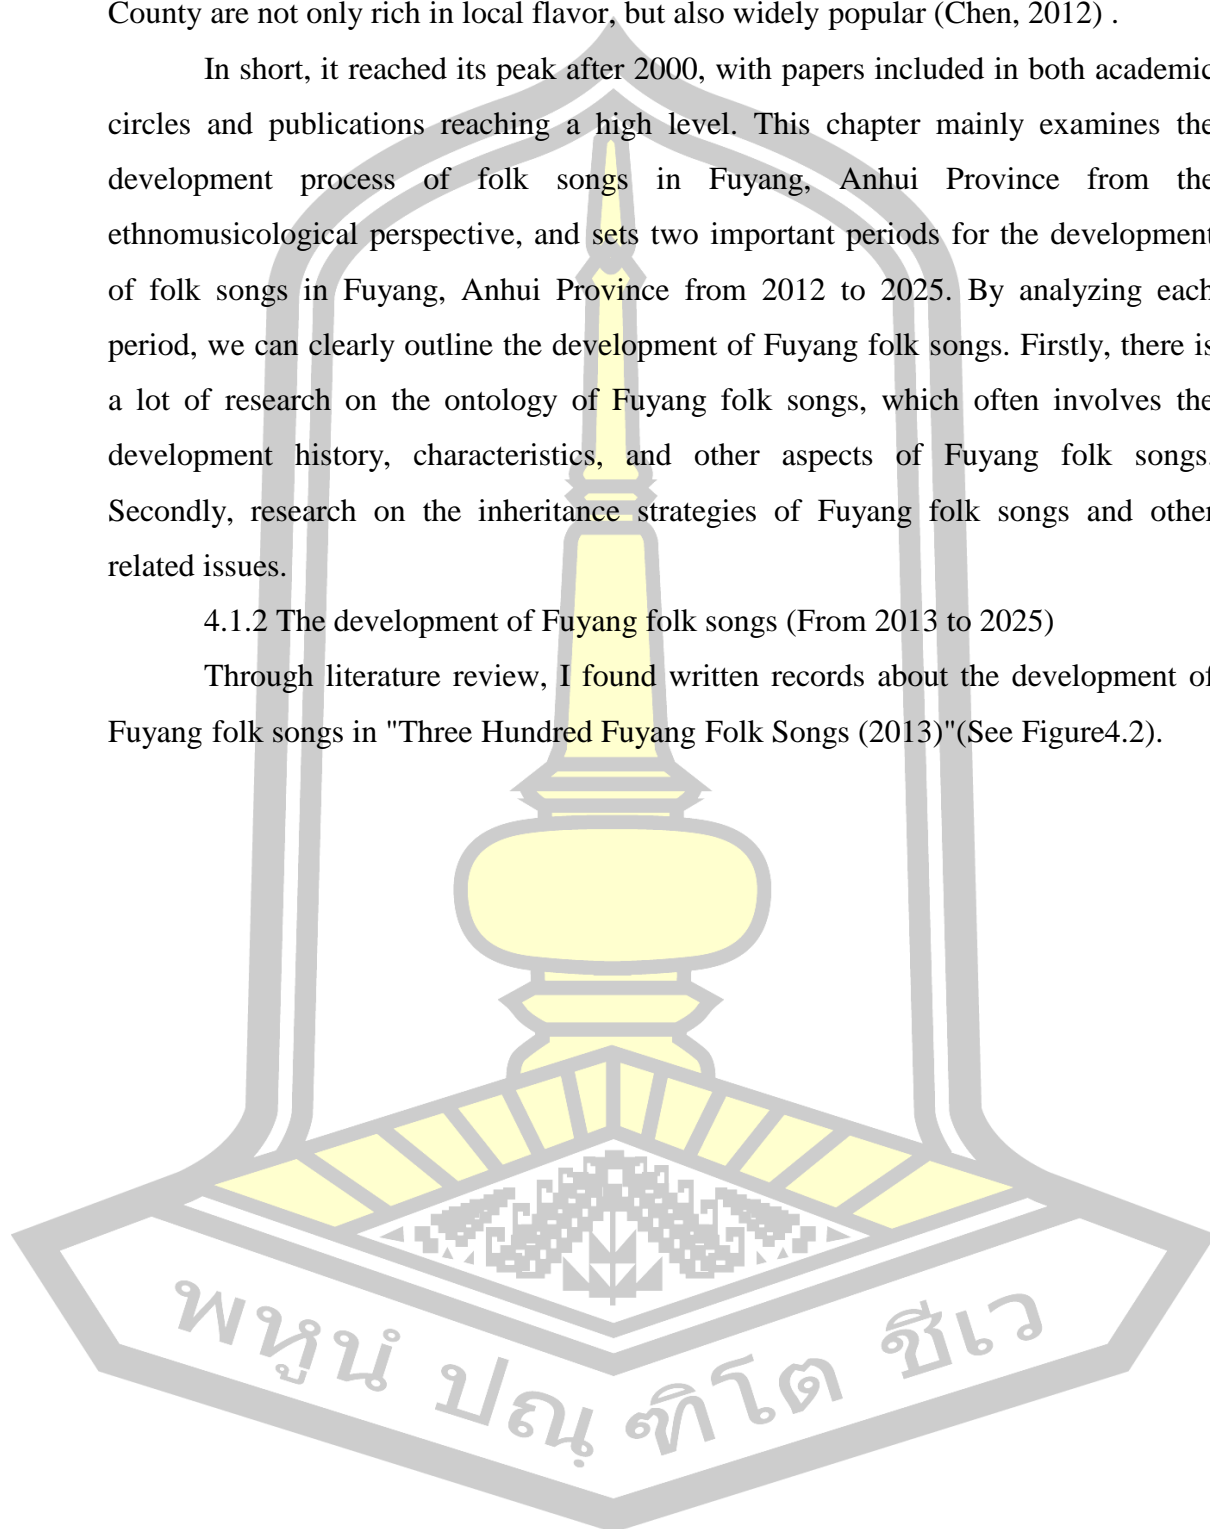 County are not only rich in local flavor, but also widely popular (Chen, 2012) .
In short, it reached its peak after 2000, with papers included in both academic
circles and publications reaching a high level. This chapter mainly examines the
development process of folk songs in Fuyang, Anhui Province from the
ethnomusicological perspective, and sets two important periods for the development
of folk songs in Fuyang, Anhui Province from 2012 to 2025. By analyzing each
period, we can clearly outline the development of Fuyang folk songs. Firstly, there is
a lot of research on the ontology of Fuyang folk songs, which often involves the
development history, characteristics, and other aspects of Fuyang folk songs.
Secondly, research on the inheritance strategies of Fuyang folk songs and other
related issues.
4.1.2 The development of Fuyang folk songs (From 2013 to 2025)
Through literature review, I found written records about the development of
Fuyang folk songs in "Three Hundred Fuyang Folk Songs (2013)"(See Figure4.2).
พหูนํ ปณฺฑิโต ชีเว